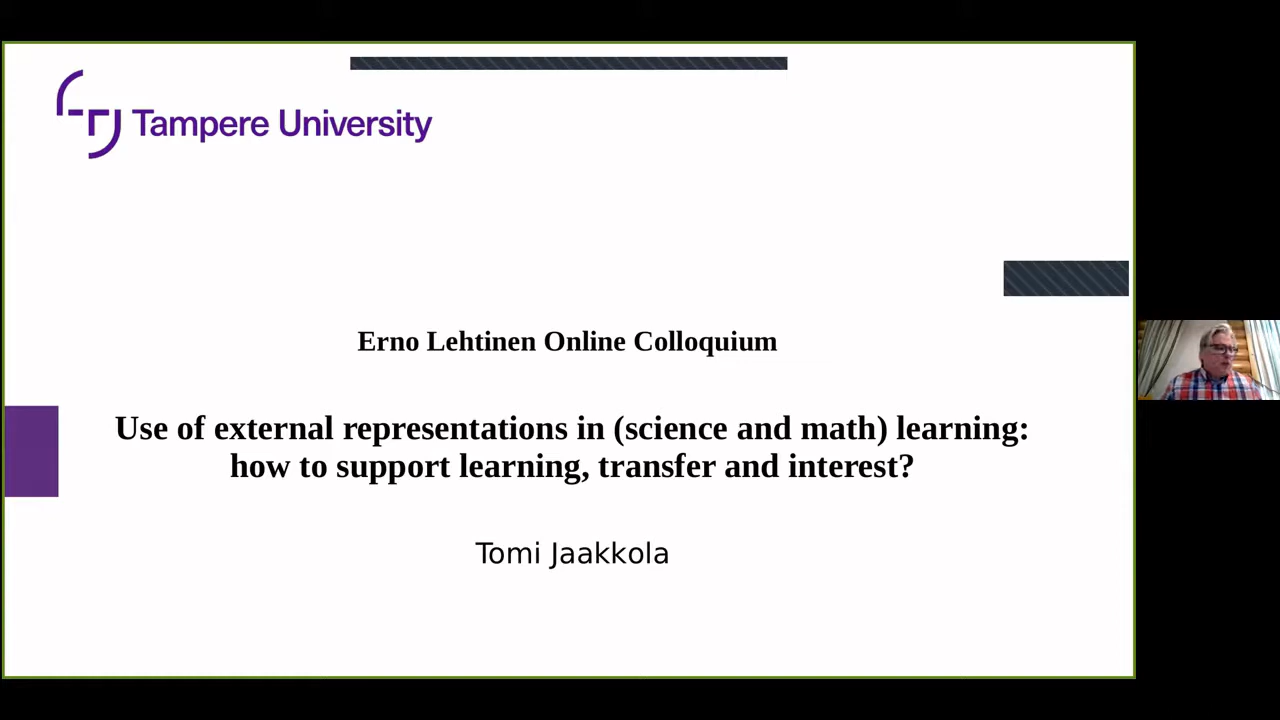 Tampere University
Erno Lehtinen Online Colloquium
Use of external representations in (science and math) learning:
how to support learning, transfer and interest?
Tomi Jaakkola